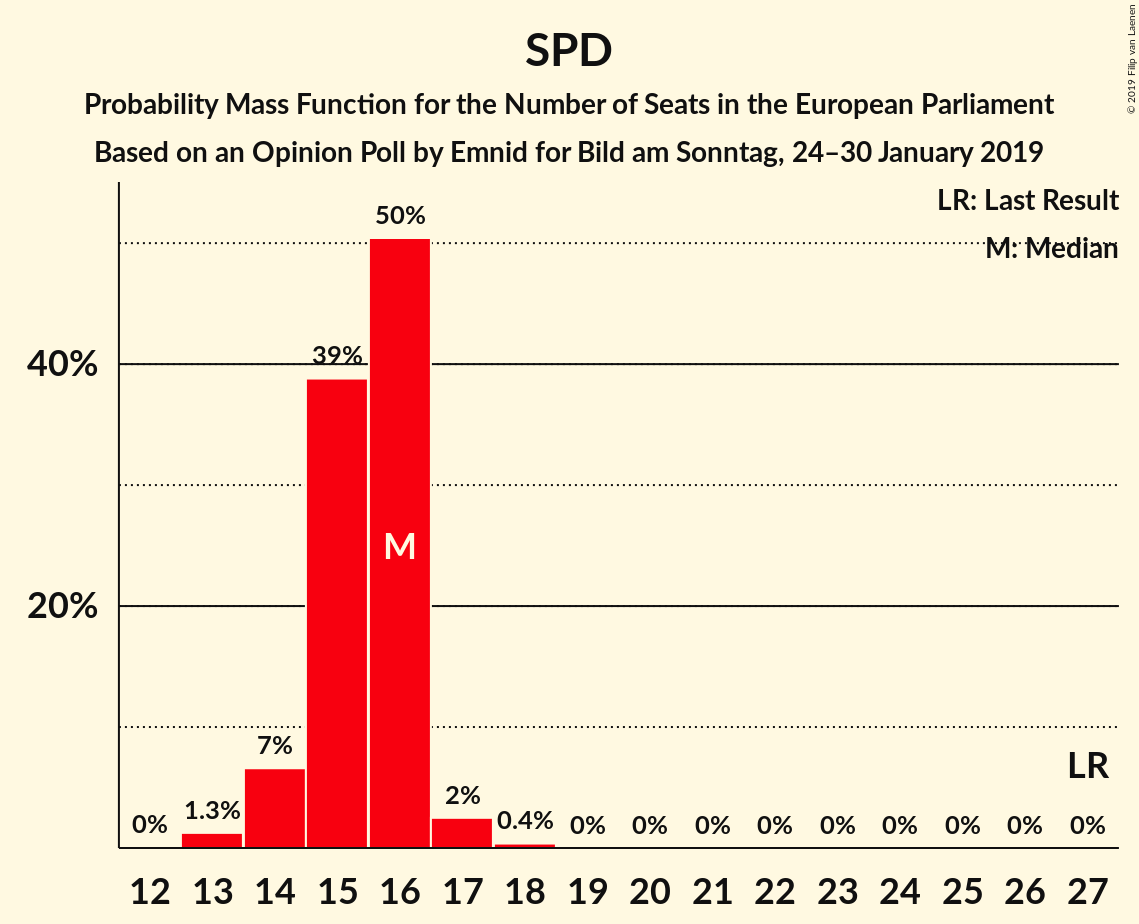 SPD
Probability Mass Function for the Number of Seats in the European Parliament
Based on an Opinion Poll by Emnid for Bild am Sonntag, 24–30 January 2019
© 2019 Filip van Laenen
LR: Last Result
M: Median
40%
20%
0% 1.3% 7% 39% 50% 2% 0.4% 0% 0% 0% 0% 0% 0% 0% 0% 0%
M
LR
12 13 14 15 16 17 18 19 20 21 22 23 24 25 26 27